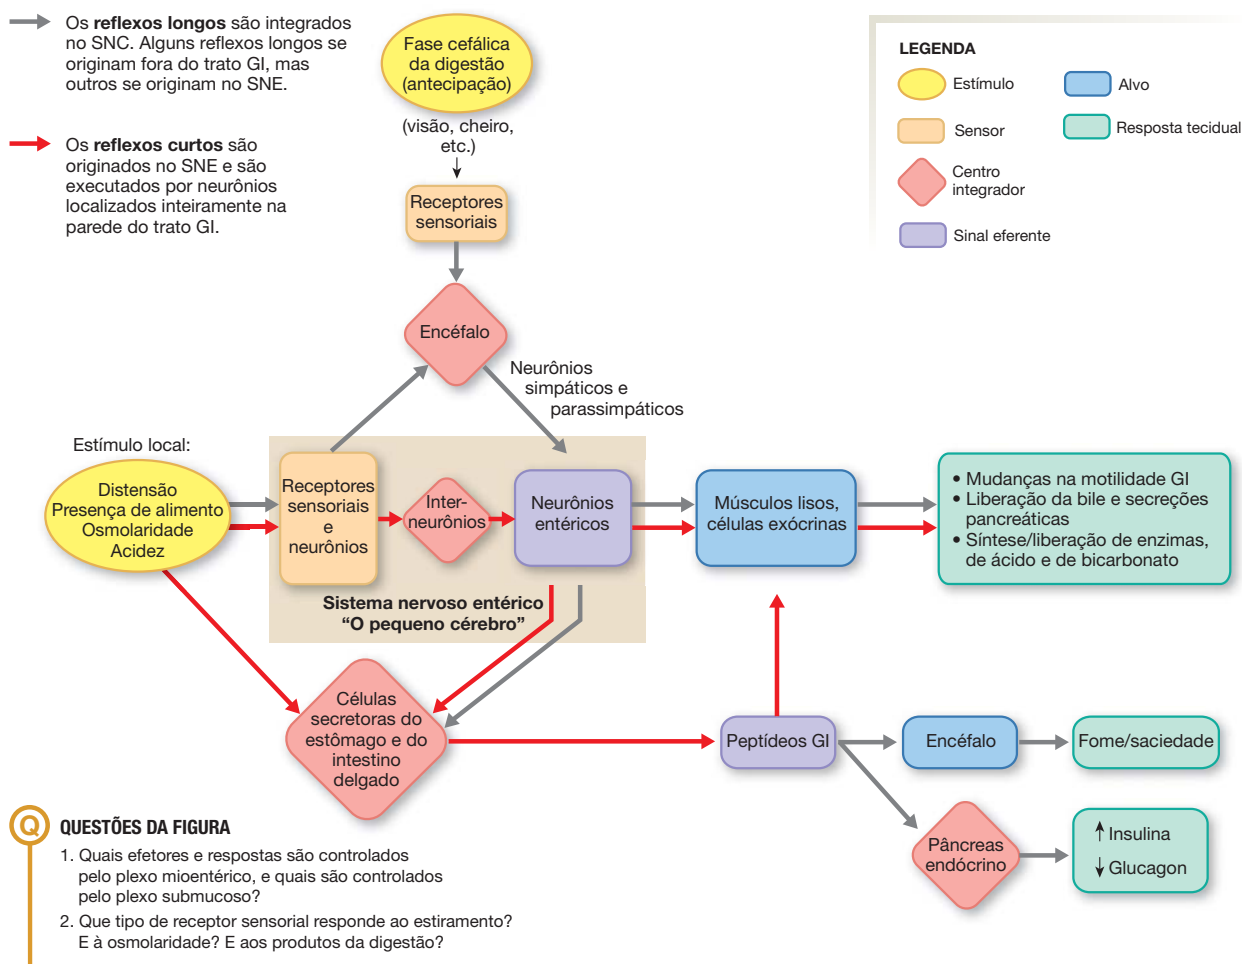 Os reflexos longos são integrados
no SNC. Alguns reflexos longos se
originam fora do trato GI, mas
outros se originam no SNE.
Os reflexos curtos são
originados no SNE e são
executados por neurônios
localizados inteiramente na
parede do trato GI.
Fase cefálica
da digestão
(antecipação)
(visão, cheiro,
etc.)
Receptores
sensoriais
Encéfalo
Neurônios
simpáticos e
parassimpáticos
LEGENDA
Estímulo
Alvo
Sensor
Resposta tecidual
Centro
integrador
Sinal eferente
Estímulo local:
Distensão
Presença de alimento
Osmolaridade
Acidez
Receptores
sensoriais
e
neurônios
Inter-
neurônios
Neurônios
entéricos
Músculos lisos,
células exócrinas
• Mudanças na motilidade GI
• Liberação da bile e secreções
pancreáticas
• Síntese/liberação de enzimas,
de ácido e de bicarbonato
Sistema nervoso entérico
“O pequeno cérebro”
Células
secretoras do
estômago e do
intestino
delgado
Peptídeos GI
Encéfalo
Fome/saciedade
Pâncreas
endócrino
↑ Insulina
↓ Glucagon
Q QUESTÕES DA FIGURA
1. Quais efetores e respostas são controlados
pelo plexo mioentérico, e quais são controlados
pelo plexo submucoso?
2. Que tipo de receptor sensorial responde ao estiramento?
E à osmolaridade? E aos produtos da digestão?